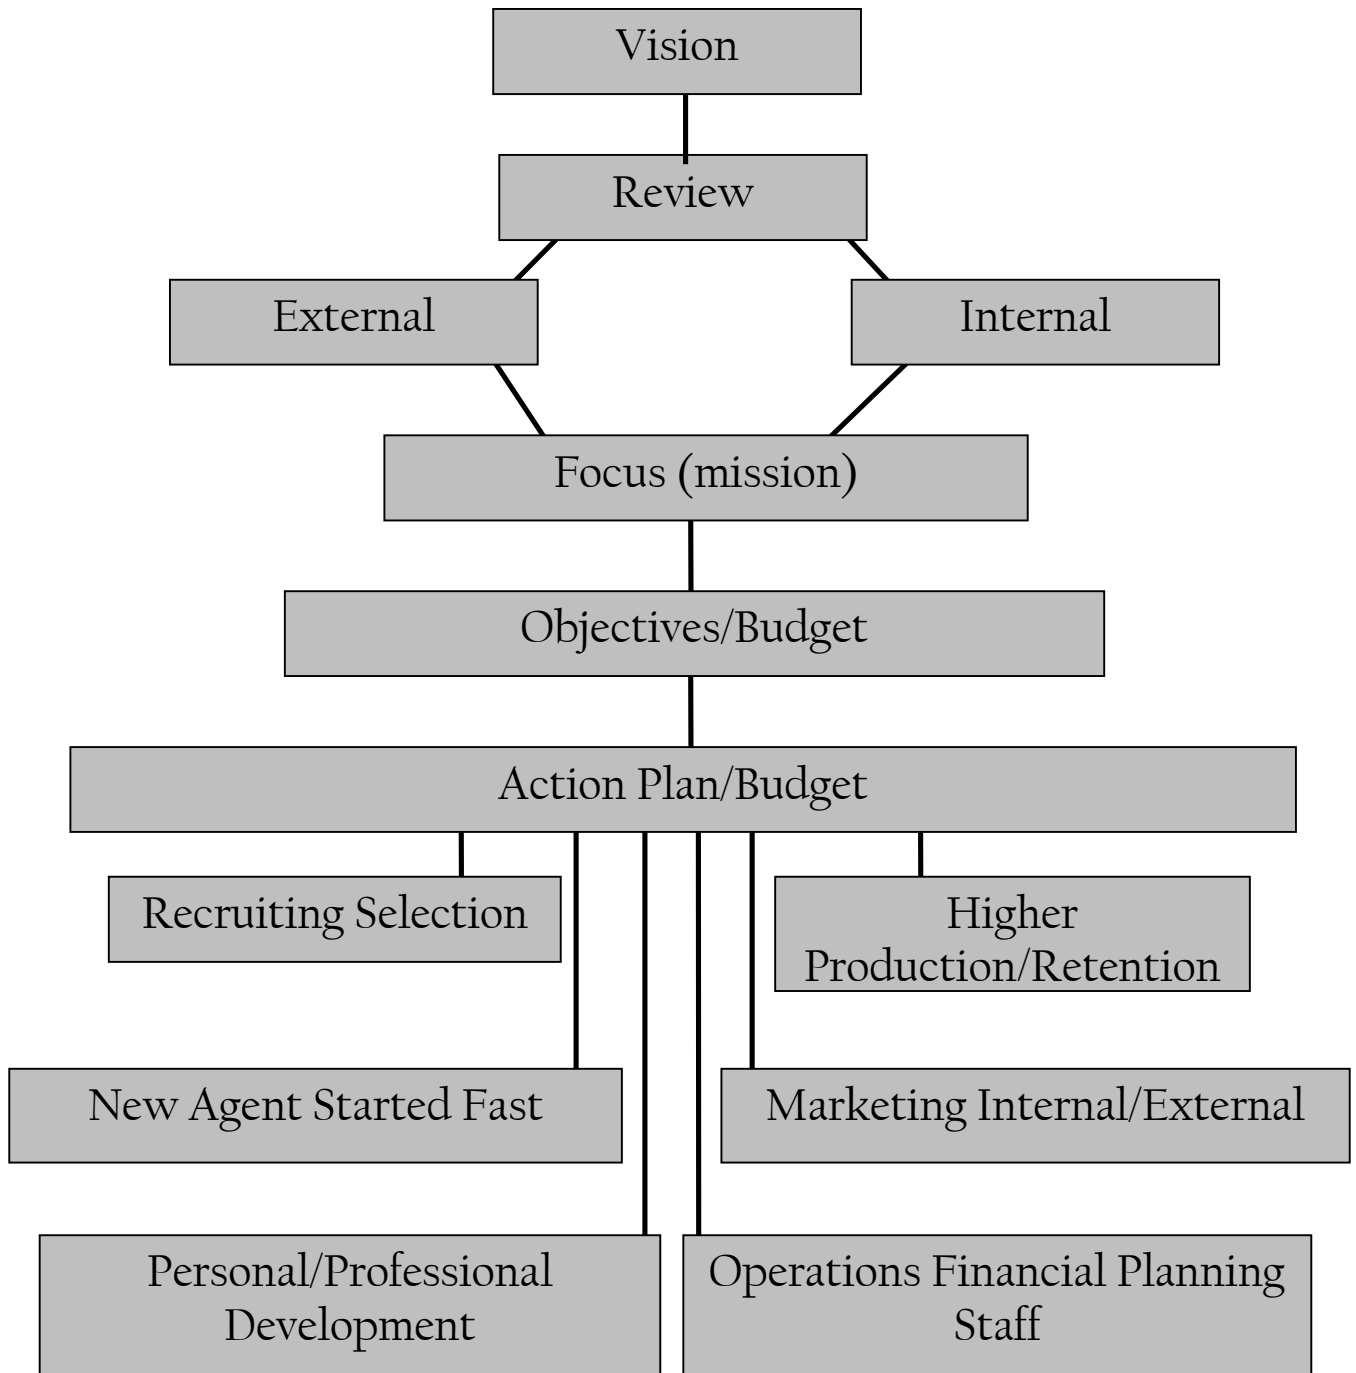 Vision
Review
External
Internal
Focus (mission)
Objectives/Budget
Action Plan/Budget
Recruiting Selection
Higher
Production/Retention
New Agent Started Fast
Marketing Internal/External
Personal/Professional
Development
Operations Financial Planning
Staff